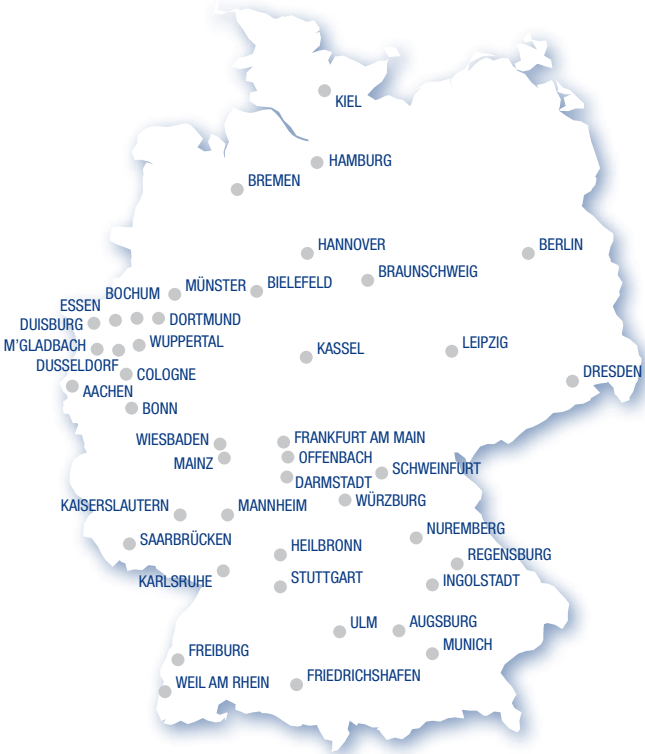 KIEL
HAMBURG
BREMEN
HANNOVER
BERLIN
BRAUNSCHWEIG
BIELEFELD
MÜNSTER
BOCHUM
ESSEN
DUISBURG
DORTMUND
M'GLADBACH
WUPPERTAL
LEIPZIG
KASSEL
DUSSELDORF
COLOGNE
DRESDEN
AACHEN
BONN
WIESBADEN
FRANKFURT AM MAIN
OFFENBACH
MAINZ
SCHWEINFURT
DARMSTADT
WÜRZBURG
KAISERSLAUTERN
MANNHEIM
NUREMBERG
SAARBRÜCKEN
HEILBRONN
REGENSBURG
KARLSRUHE
STUTTGART
INGOLSTADT
ULM
AUGSBURG
MUNICH
FREIBURG
FRIEDRICHSHAFEN
WEIL AM RHEIN